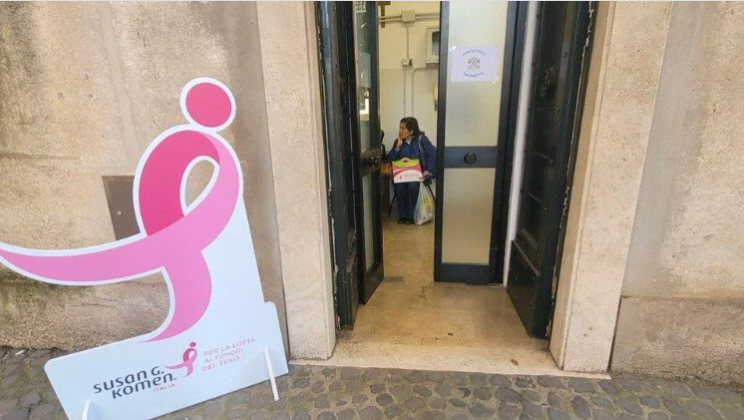 SUSAN G.
KOMEN.
ITALIA
PER LA LOTTA
AI TUMORI
DEL SENO